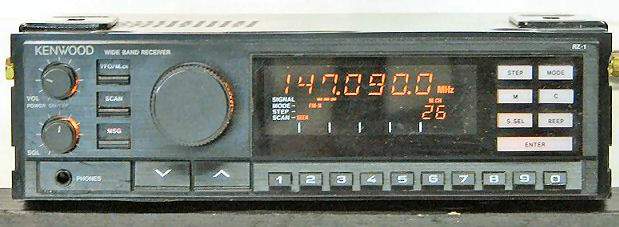 KENWOOD WIDE BAND RECEIVER RZ-1
VFO/M.CH
VOL
POWER ON/OFF
SCAN
MSG
SQL
PHONES
147.090.0 MHz
SIGNAL
MODE FM-N M.CH
STEP 26
SCAN BEEP
STEP MODE
M C
S.SEL BEEP
ENTER
1 2 3 4 5 6 7 8 9 0